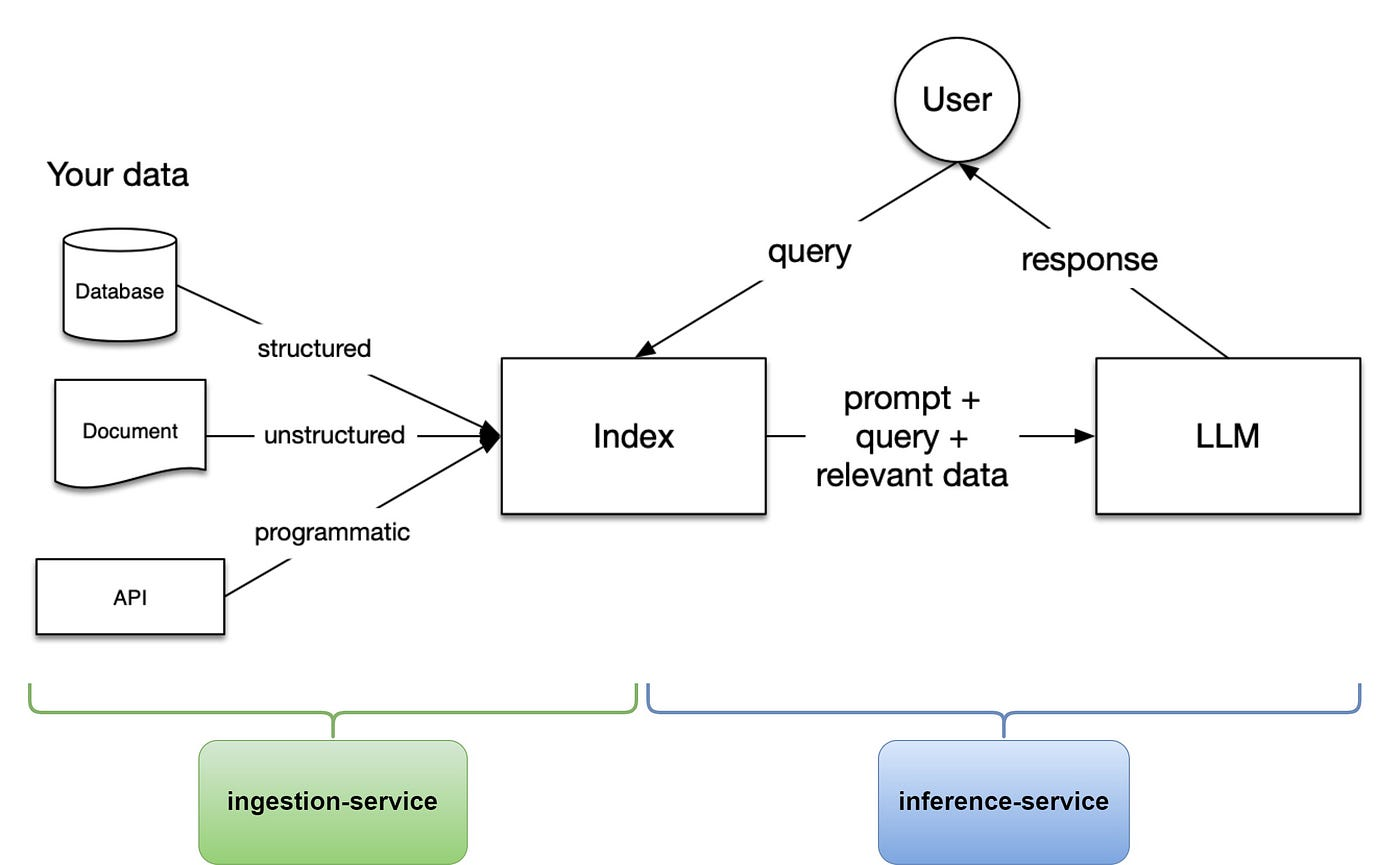 User
Your data
query
response
Database
structured
Document
unstructured
Index
prompt +
query +
relevant data
LLM
programmatic
API
ingestion-service
inference-service